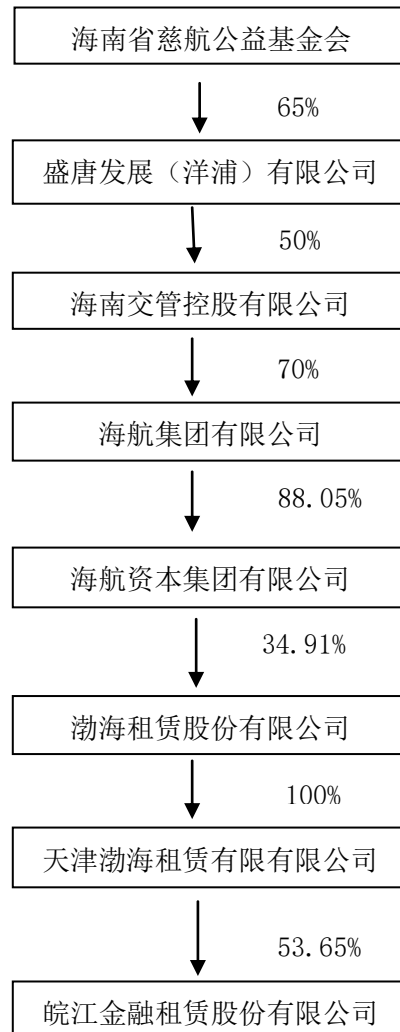 海南省慈航公益基金会
65%
盛唐发展（洋浦）有限公司
50%
海南交管控股有限公司
70%
海航集团有限公司
88.05%
海航资本集团有限公司
34.91%
渤海租赁股份有限公司
100%
天津渤海租赁有限有限公司
53.65%
皖江金融租赁股份有限公司